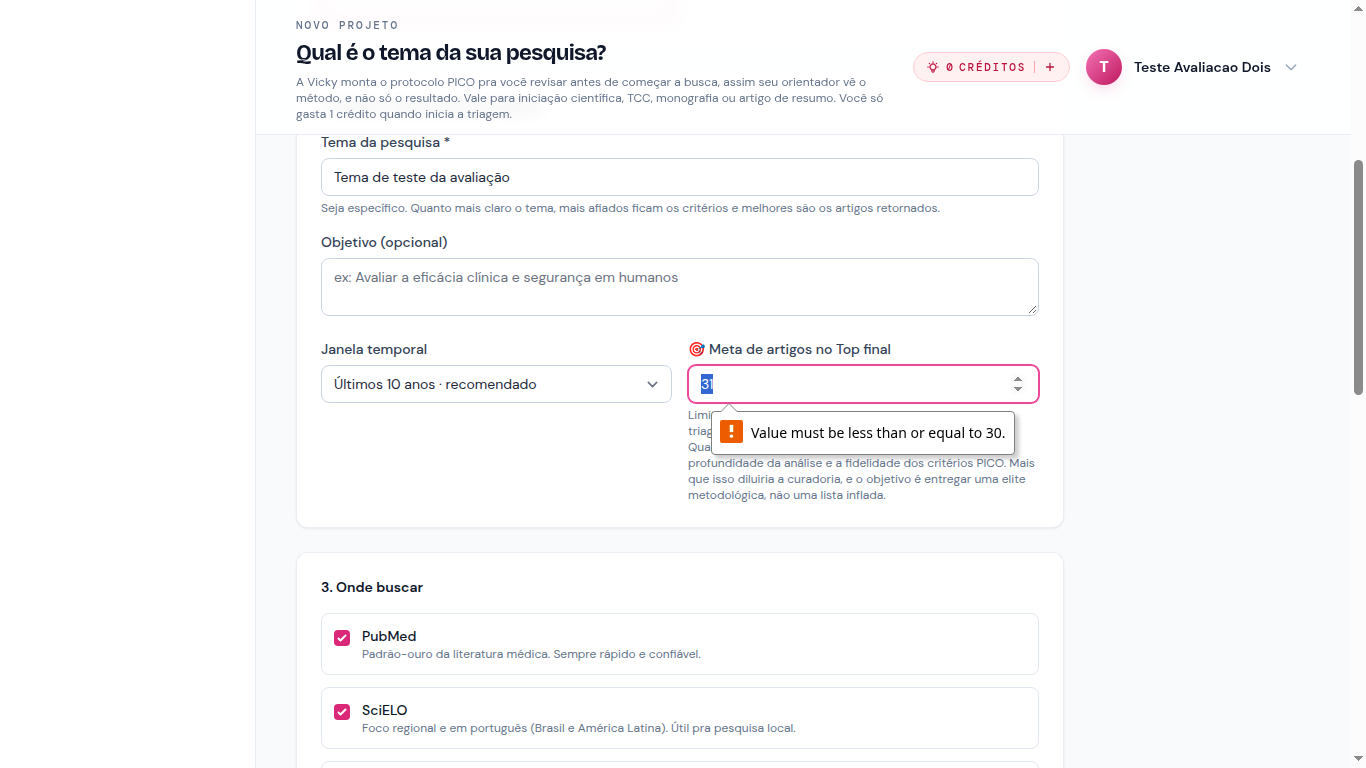 NOVO PROJETO
Qual é o tema da sua pesquisa?
A Vicky monta o protocolo PICO pra você revisar antes de começar a busca, assim seu orientador vê o
método, e não só o resultado. Vale para iniciação científica, TCC, monografia ou artigo de resumo. Você só
gasta 1 crédito quando inicia a triagem.
0 CRÉDITOS +
T
Teste Avaliacao Dois
Tema da pesquisa *
Tema de teste da avaliação
Seja específico. Quanto mais claro o tema, mais afiados ficam os critérios e melhores são os artigos retornados.
Objetivo (opcional)
ex: Avaliar a eficácia clínica e segurança em humanos
Janela temporal
Últimos 10 anos · recomendado
🎯 Meta de artigos no Top final
31
Value must be less than or equal to 30.
profundidade da análise e a fidelidade dos critérios PICO. Mais
que isso diluiria a curadoria, e o objetivo é entregar uma elite
metodológica, não uma lista inflada.
3. Onde buscar
PubMed
Padrão-ouro da literatura médica. Sempre rápido e confiável.
SciELO
Foco regional e em português (Brasil e América Latina). Útil pra pesquisa local.